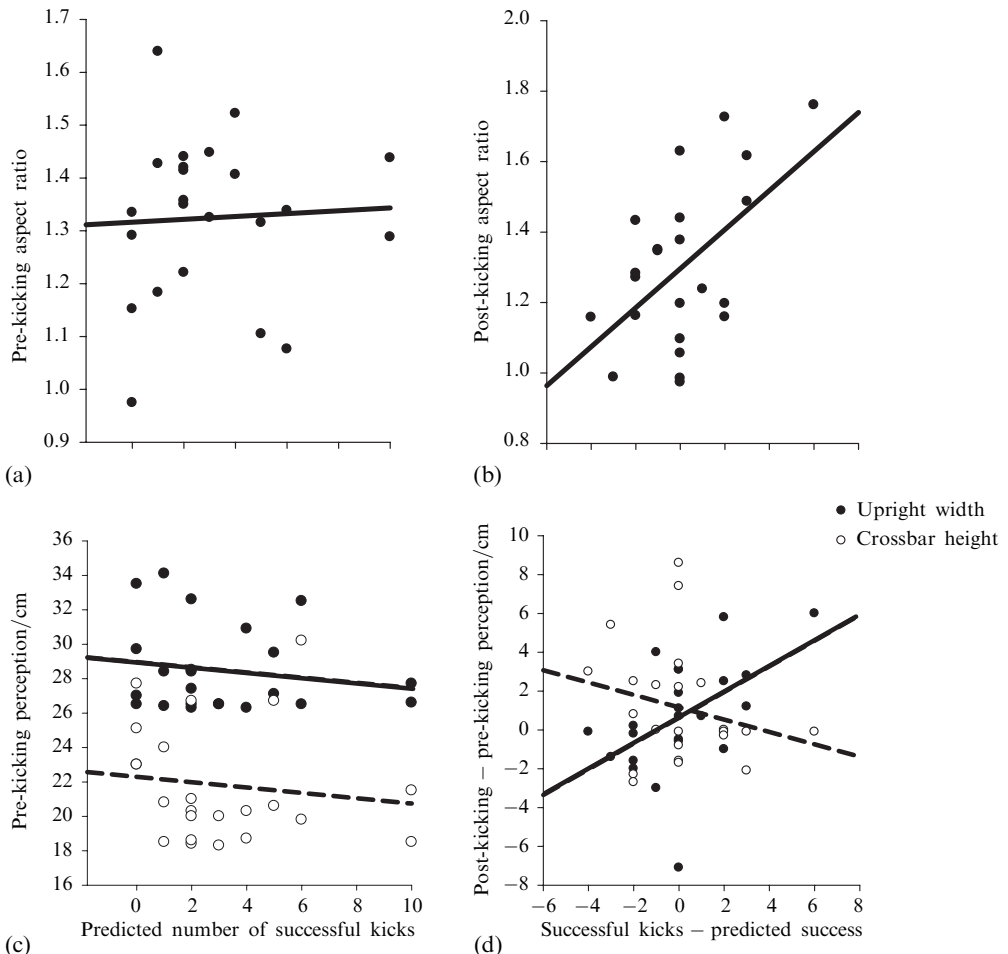 1.7
1.6
1.5
1.4
1.3
1.2
1.1
1.0
0.9
Pre-kicking aspect ratio
(a)
2.0
1.8
1.6
1.4
1.2
1.0
0.8
Post-kicking aspect ratio
(b)
36
34
32
30
28
26
24
22
20
18
16
Pre-kicking perception/cm
0 2 4 6 8 10
Predicted number of successful kicks
(c)
Upright width
Crossbar height
10
8
6
4
2
0
−2
−4
−6
−8
Post-kicking − pre-kicking perception/cm
−6 −4 −2 0 2 4 6 8
Successful kicks − predicted success
(d)